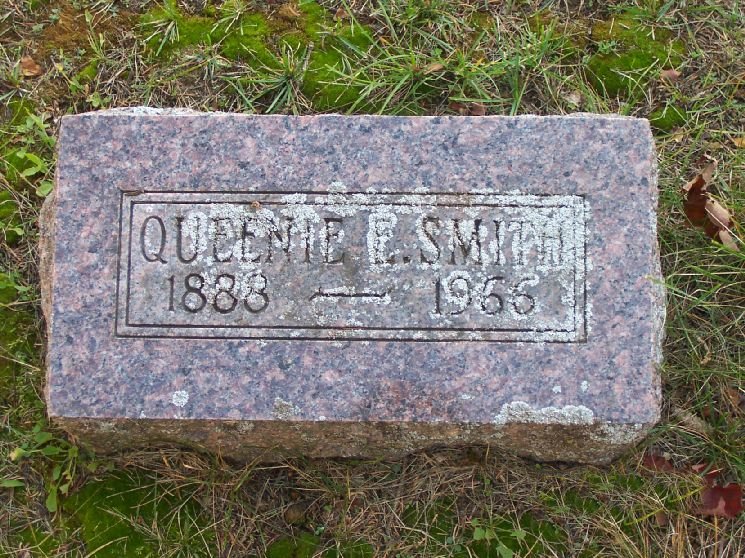 QUEENIE E. SMITH
1888 — 1966